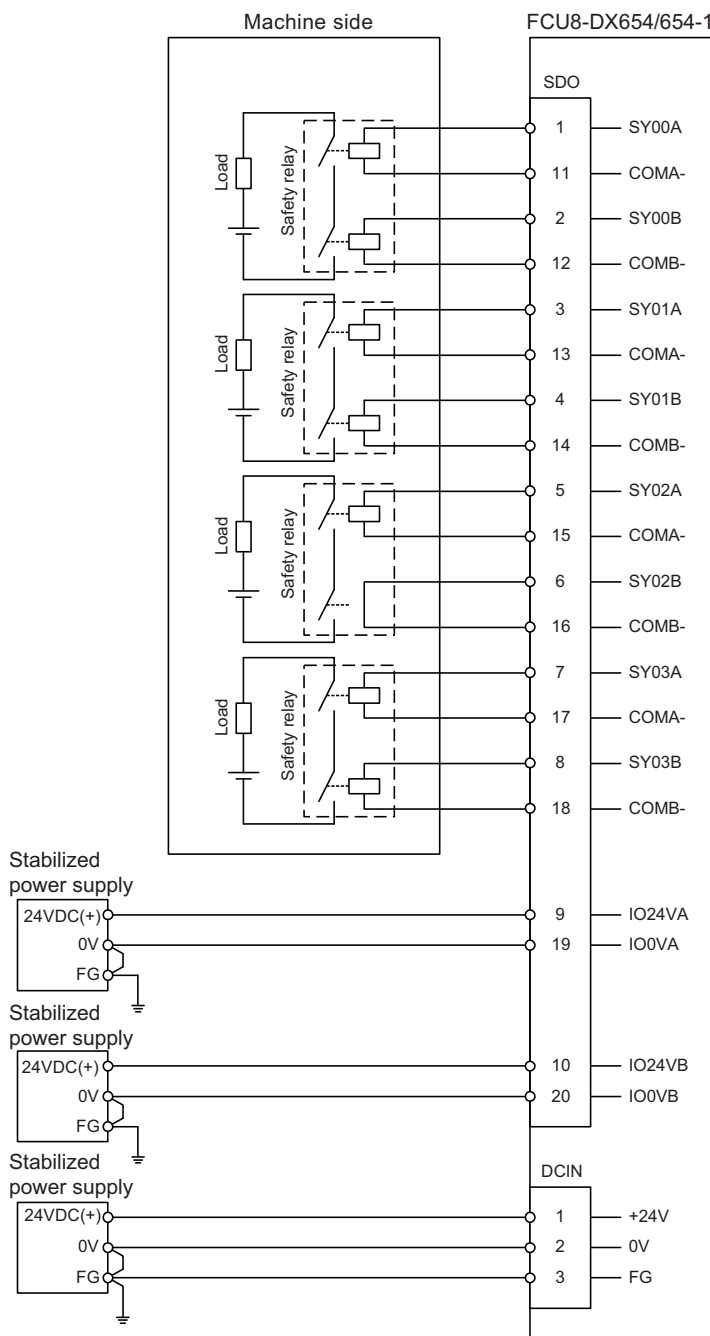 Machine side
FCU8-DX654/654-1
SDO
1 SY00A
11 COMA-
2 SY00B
12 COMB-
Load
Safety relay
3 SY01A
13 COMA-
4 SY01B
14 COMB-
Load
Safety relay
5 SY02A
15 COMA-
6 SY02B
16 COMB-
Load
Safety relay
7 SY03A
17 COMA-
8 SY03B
18 COMB-
Load
Safety relay
Stabilized
power supply
24VDC(+) 9 IO24VA
0V 19 IO0VA
FG
Stabilized
power supply
24VDC(+) 10 IO24VB
0V 20 IO0VB
FG
Stabilized
power supply
DCIN
24VDC(+) 1 +24V
0V 2 0V
FG 3 FG